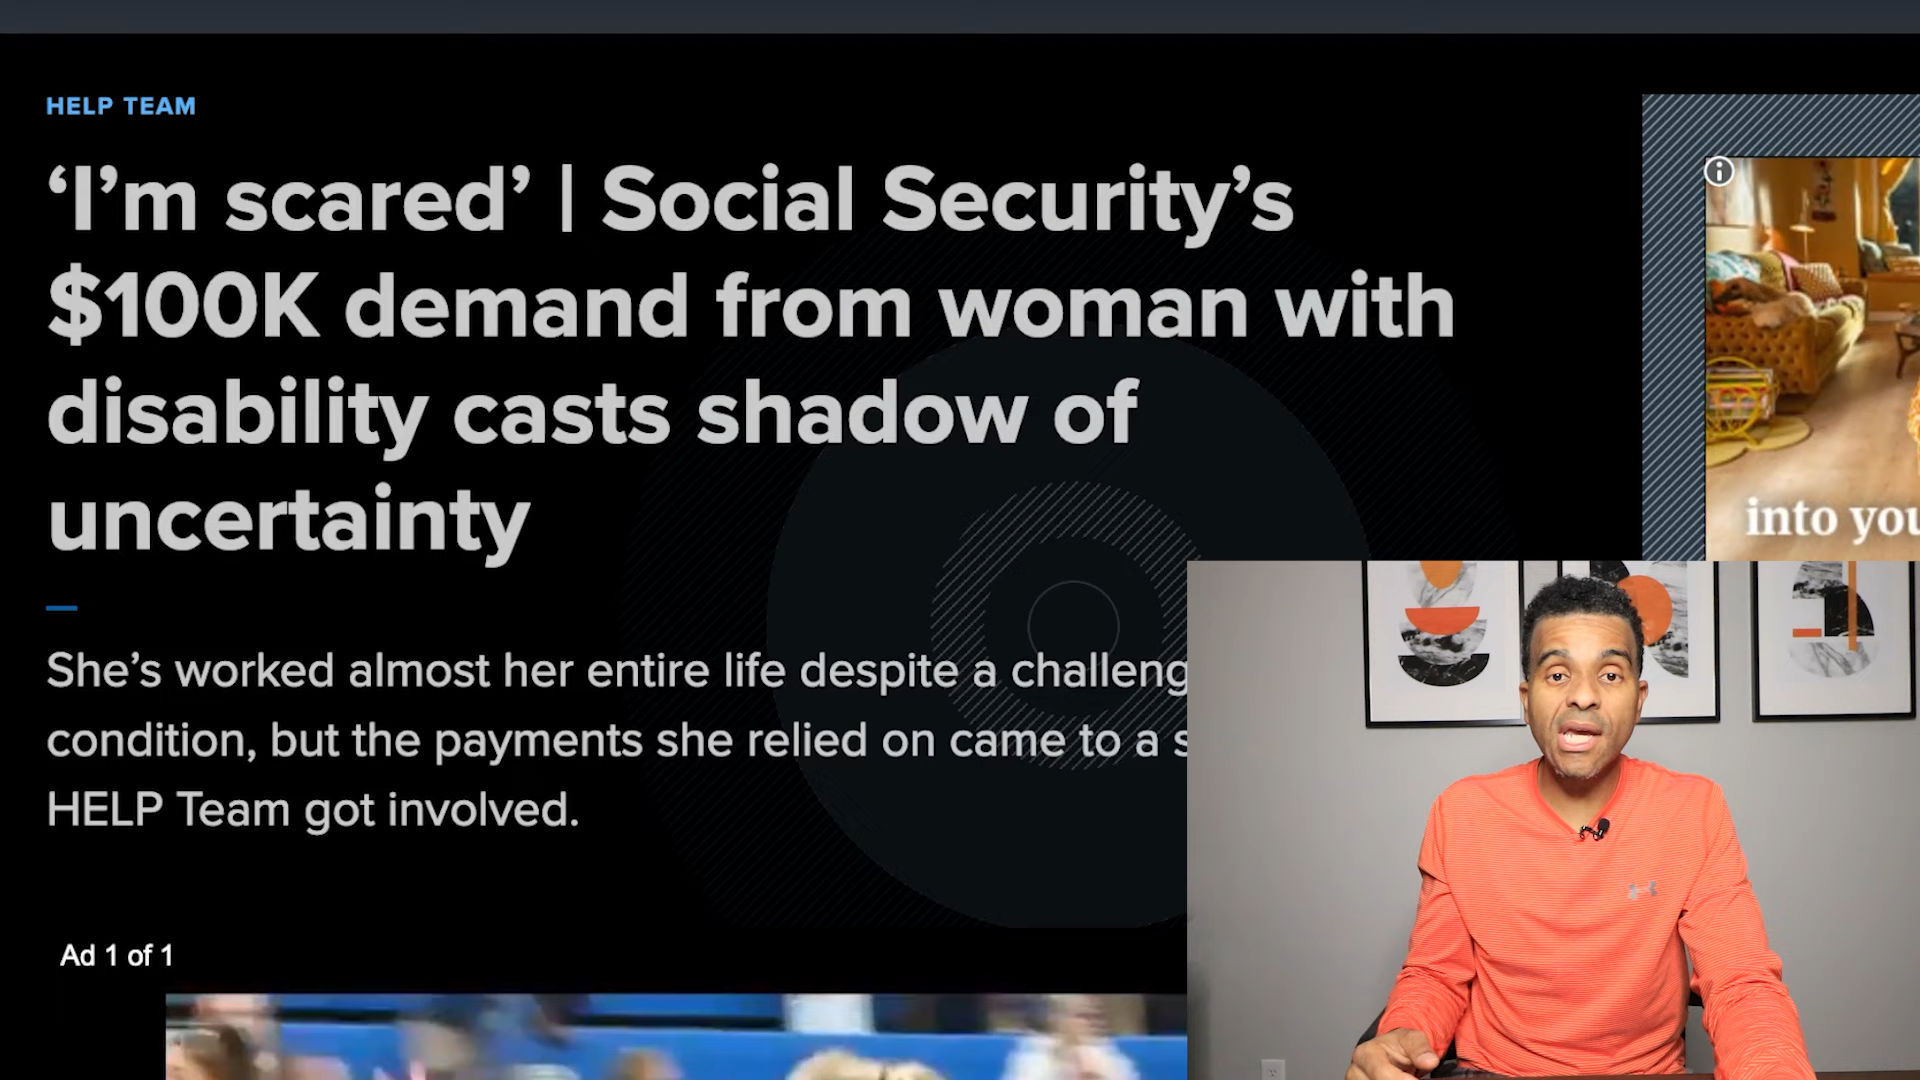 HELP TEAM
‘I’m scared’ | Social Security’s
$100K demand from woman with
disability casts shadow of
uncertainty
She’s worked almost her entire life despite a
condition, but the payments she relied on came to a
HELP Team got involved.
Ad 1 of 1
into